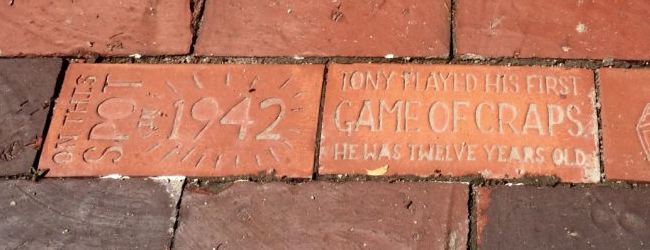 ON THIS
SPOT
IN
1942
TONY PLAYED HIS FIRST
GAME OF CRAPS.
HE WAS TWELVE YEARS OLD.